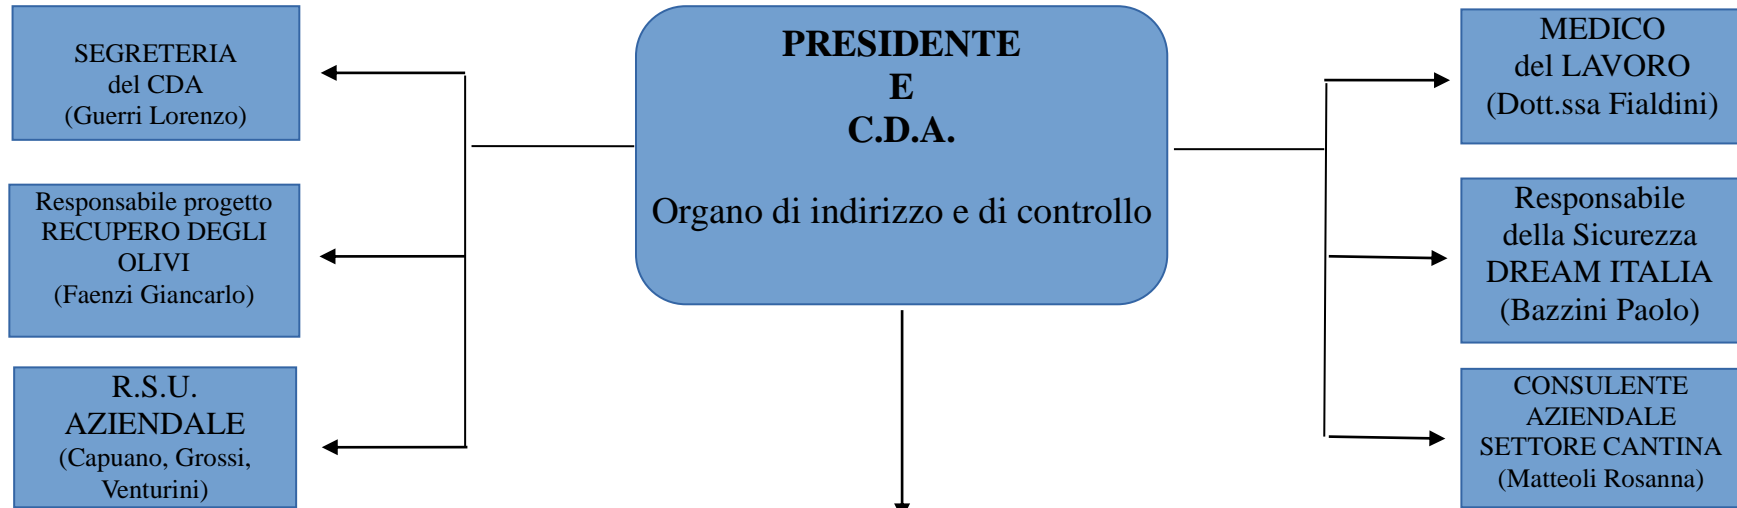 SEGRETERIA
del CDA
(Guerri Lorenzo)
Responsabile progetto
RECUPERO DEGLI
OLIVI
(Faenzi Giancarlo)
R.S.U.
AZIENDALE
(Capuano, Grossi,
Venturini)
PRESIDENTE
E
C.D.A.
Organo di indirizzo e di controllo
MEDICO
del LAVORO
(Dott.ssa Fialdini)
Responsabile
della Sicurezza
DREAM ITALIA
(Bazzini Paolo)
CONSULENTE
AZIENDALE
SETTORE CANTINA
(Matteoli Rosanna)